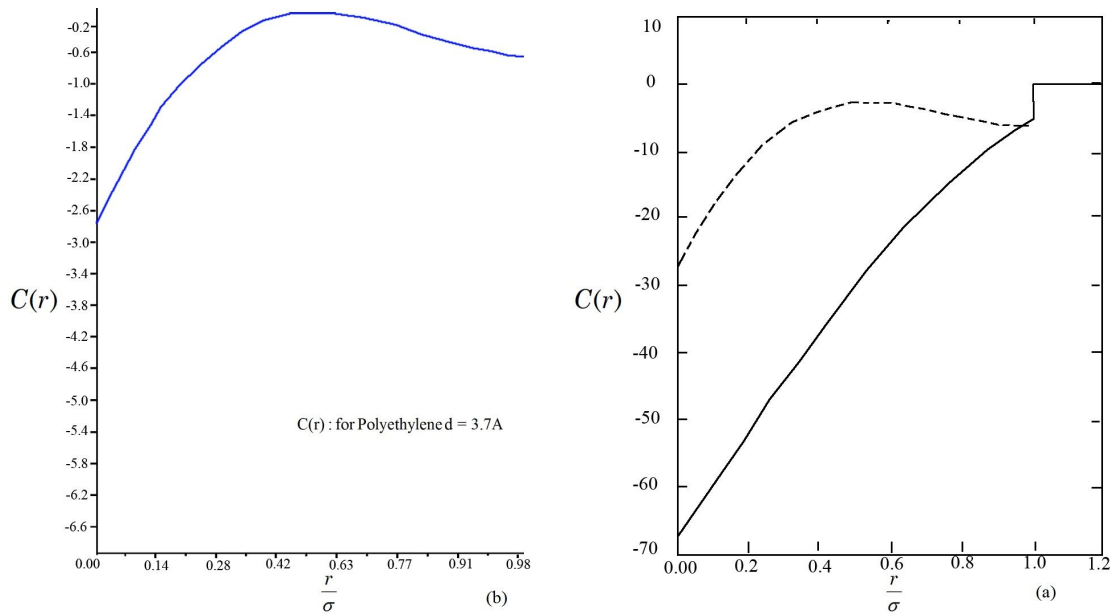 -0.2
-0.6
-1.0
-1.4
-1.8
-2.2
-2.6
-3.0
-3.4
-3.8
-4.2
-4.6
-5.0
-5.4
-5.8
-6.2
-6.6
C(r)
C(r) : for Polyethylene d = 3.7A
0.00 0.14 0.28 0.42 0.63 0.77 0.91 0.98
r
σ
(b)
10
0
-10
-20
-30
-40
-50
-60
-70
C(r)
0.00 0.2 0.4 0.6 0.8 1.0 1.2
r
σ
(a)